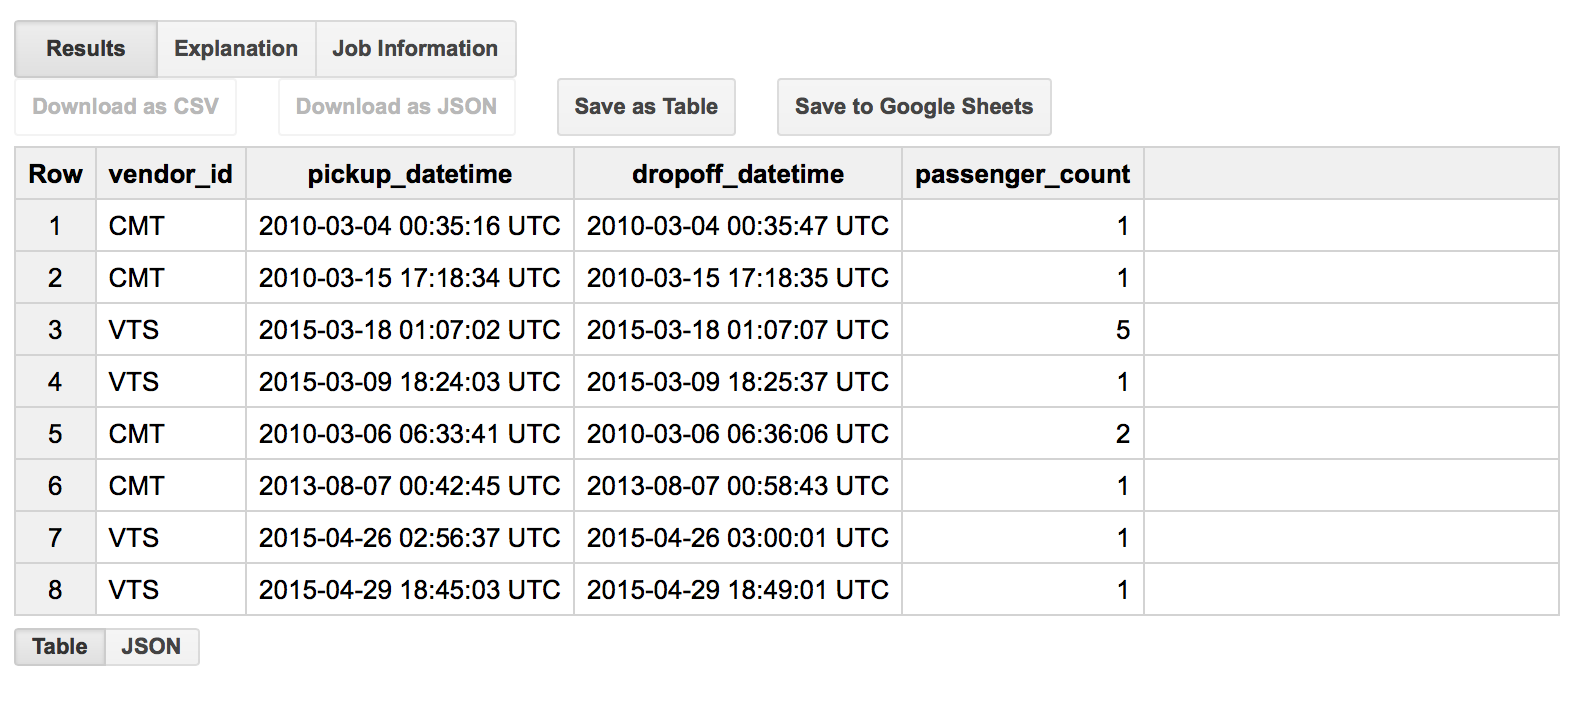 Results Explanation Job Information
Download as CSV Download as JSON Save as Table Save to Google Sheets
Row vendor_id pickup_datetime dropoff_datetime passenger_count
1 CMT 2010-03-04 00:35:16 UTC 2010-03-04 00:35:47 UTC 1
2 CMT 2010-03-15 17:18:34 UTC 2010-03-15 17:18:35 UTC 1
3 VTS 2015-03-18 01:07:02 UTC 2015-03-18 01:07:07 UTC 5
4 VTS 2015-03-09 18:24:03 UTC 2015-03-09 18:25:37 UTC 1
5 CMT 2010-03-06 06:33:41 UTC 2010-03-06 06:36:06 UTC 2
6 CMT 2013-08-07 00:42:45 UTC 2013-08-07 00:58:43 UTC 1
7 VTS 2015-04-26 02:56:37 UTC 2015-04-26 03:00:01 UTC 1
8 VTS 2015-04-29 18:45:03 UTC 2015-04-29 18:49:01 UTC 1
Table JSON